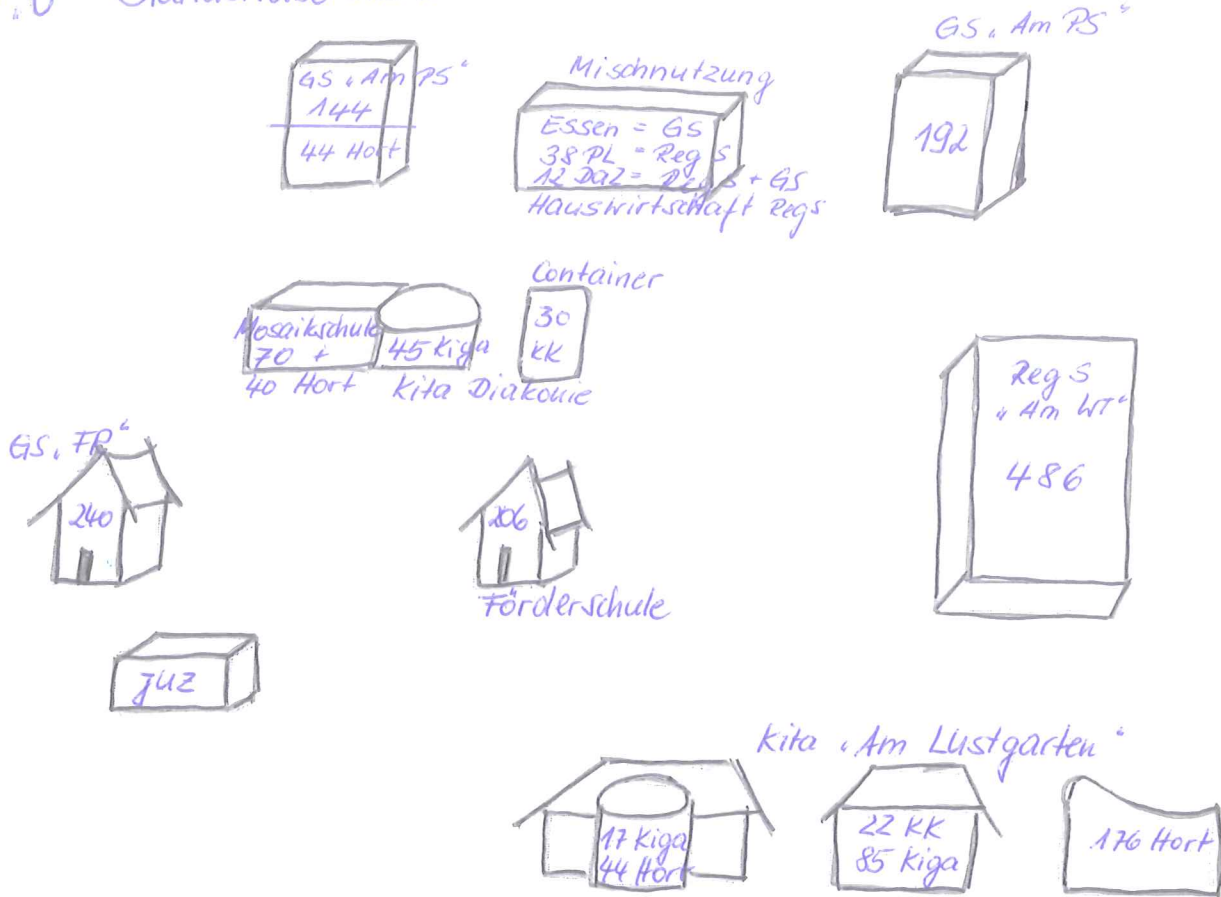 GS „Am PS“
GS „Am PS“
144
44 Hort
Mischnutzung
Essen = GS
38 PL = Reg S
12 DaZ = Reg S + GS
Hauswirtschaft RegS
192
Mosaikschule
70 +
40 Hort
45 Kiga
Kita Diakonie
Container
30
KK
Reg S
„Am WT“
486
GS „FR“
240
206
Förderschule
JUZ
Kita „Am Lustgarten“
17 Kiga
44 Hort
22 KK
85 Kiga
176 Hort